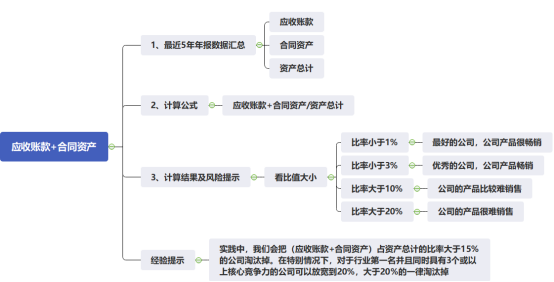 应收账款+合同资产
1、最近5年年报数据汇总
应收账款
合同资产
资产总计
2、计算公式
应收账款+合同资产/资产总计
3、计算结果及风险提示
看比值大小
比率小于1%
最好的公司，公司产品很畅销
比率小于3%
优秀的公司，公司产品畅销
比率大于10%
公司的产品比较难销售
比率大于20%
公司的产品很难销售
经验提示
实践中，我们会把（应收账款+合同资产）占资产总计的比率大于15%
的公司淘汰掉。在特别情况下，对于行业第一名并且同时具有3个或以
上核心竞争力的公司可以放宽到20%，大于20%的一律淘汰掉